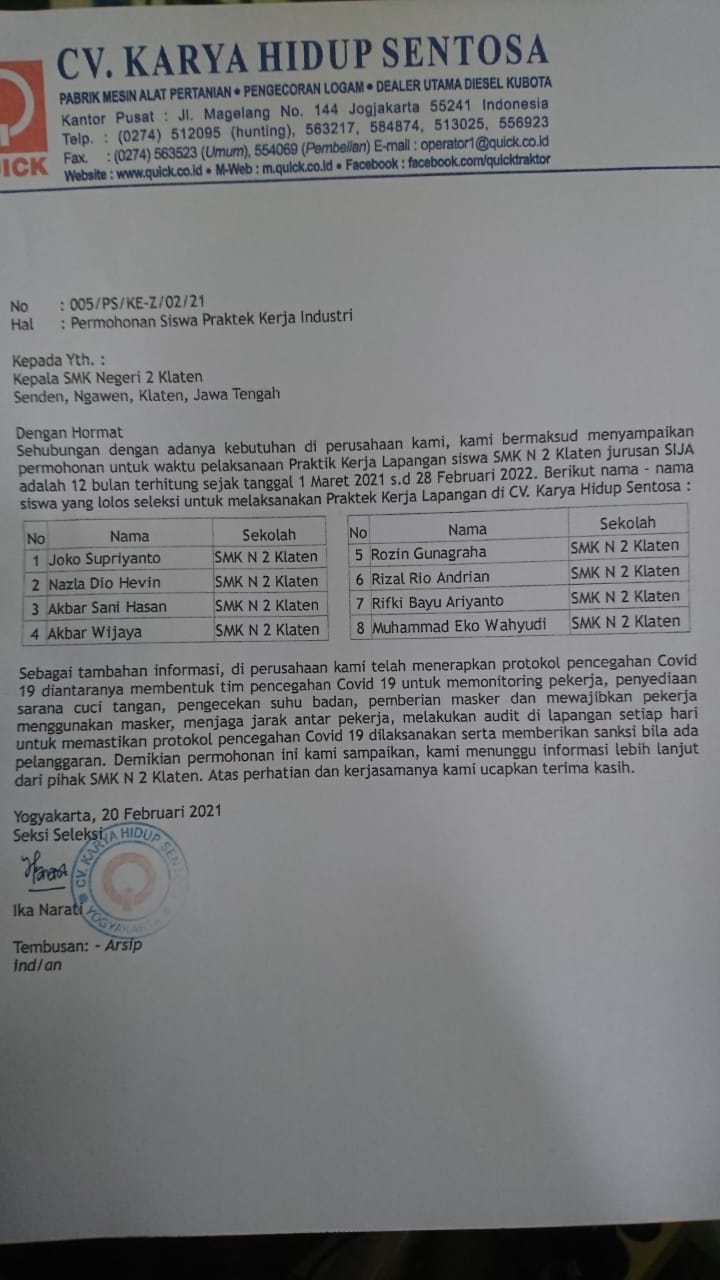 CV. KARYA HIDUP SENTOSA
PABRIK MESIN ALAT PERTANIAN • PENGECORAN LOGAM • DEALER UTAMA DIESEL KUBOTA
Kantor Pusat : Jl. Magelang No. 144 Jogjakarta 55241 Indonesia
Telp. : (0274) 512095 (hunting), 563217, 584874, 513025, 556923
Fax. : (0274) 563523 (Umum), 554069 (Pembelian) E-mail : operator1@quick.co.id
Website : www.quick.co.id • M-Web : m.quick.co.id • Facebook : facebook.com/quicktraktor
UICK
No : 005/PS/KE-Z/02/21
Hal : Permohonan Siswa Praktek Kerja Industri
Kepada Yth. :
Kepala SMK Negeri 2 Klaten
Senden, Ngawen, Klaten, Jawa Tengah
Dengan Hormat
Sehubungan dengan adanya kebutuhan di perusahaan kami, kami bermaksud menyampaikan
permohonan untuk waktu pelaksanaan Praktik Kerja Lapangan siswa SMK N 2 Klaten jurusan SIJA
adalah 12 bulan terhitung sejak tanggal 1 Maret 2021 s.d 28 Februari 2022. Berikut nama - nama
siswa yang lolos seleksi untuk melaksanakan Praktek Kerja Lapangan di CV. Karya Hidup Sentosa :
No Nama Sekolah
1 Joko Supriyanto SMK N 2 Klaten
2 Nazla Dio Hevin SMK N 2 Klaten
3 Akbar Sani Hasan SMK N 2 Klaten
4 Akbar Wijaya SMK N 2 Klaten
No Nama Sekolah
5 Rozin Gunagraha SMK N 2 Klaten
6 Rizal Rio Andrian SMK N 2 Klaten
7 Rifki Bayu Ariyanto SMK N 2 Klaten
8 Muhammad Eko Wahyudi SMK N 2 Klaten
Sebagai tambahan informasi, di perusahaan kami telah menerapkan protokol pencegahan Covid
19 diantaranya membentuk tim pencegahan Covid 19 untuk memonitoring pekerja, penyediaan
sarana cuci tangan, pengecekan suhu badan, pemberian masker dan mewajibkan pekerja
menggunakan masker, menjaga jarak antar pekerja, melakukan audit di lapangan setiap hari
untuk memastikan protokol pencegahan Covid 19 dilaksanakan serta memberikan sanksi bila ada
pelanggaran. Demikian permohonan ini kami sampaikan, kami menunggu informasi lebih lanjut
dari pihak SMK N 2 Klaten. Atas perhatian dan kerjasamanya kami ucapkan terima kasih.
Yogyakarta, 20 Februari 2021
Seksi Seleksi
CV. KARYA HIDUP SENT
YOGYAKARTA
Ika Narati
Tembusan: - Arsip
ind/an